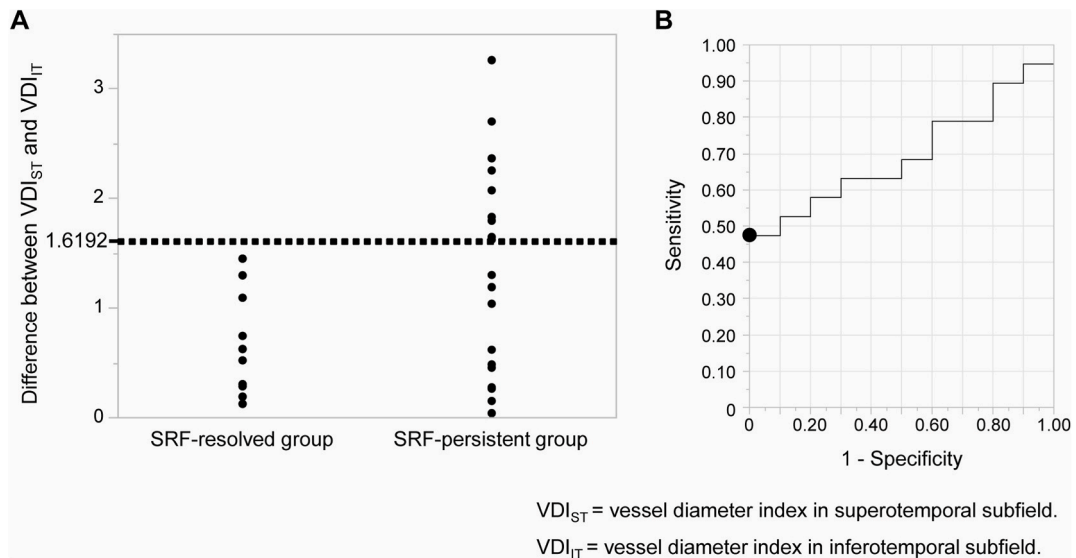 A
Difference between VDIST and VDIIT
3
2
1.6192
1
0
SRF-resolved group
SRF-persistent group
B
Sensitivity
1.00
0.90
0.80
0.70
0.60
0.50
0.40
0.30
0.20
0.10
0
0 0.20 0.40 0.60 0.80 1.00
1 - Specificity
VDIST = vessel diameter index in superotemporal subfield.
VDIIT = vessel diameter index in inferotemporal subfield.